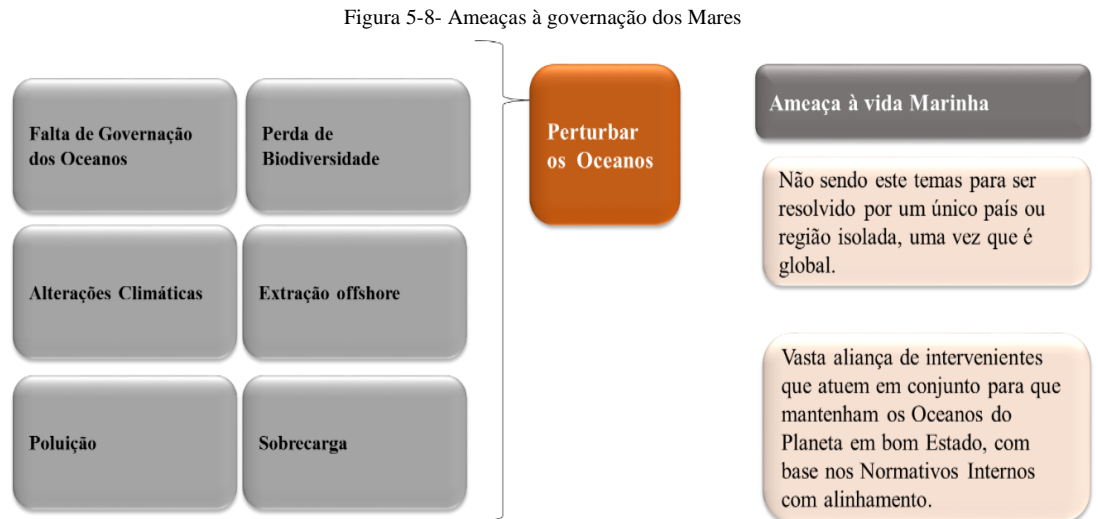 Figura 5-8- Ameaças à governação dos Mares
Falta de Governação
dos Oceanos
Perda de
Biodiversidade
Alterações Climáticas
Extração offshore
Poluição
Sobrecarga
Perturbar
os Oceanos
Ameaça à vida Marinha
Não sendo este temas para ser
resolvido por um único país ou
região isolada, uma vez que é
global.
Vasta aliança de intervenientes
que atuem em conjunto para que
mantenham os Oceanos do
Planeta em bom Estado, com
base nos Normativos Internos
com alinhamento.